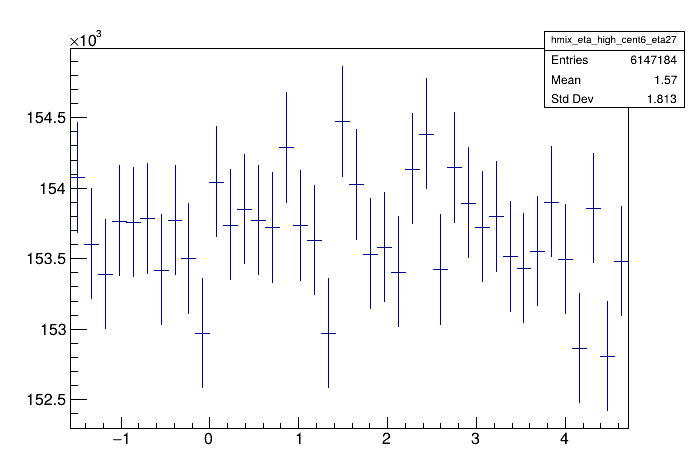 ×10³
hmix_eta_high_cent6_eta27
Entries 6147184
Mean 1.57
Std Dev 1.813
154.5
154
153.5
153
152.5
−1 0 1 2 3 4